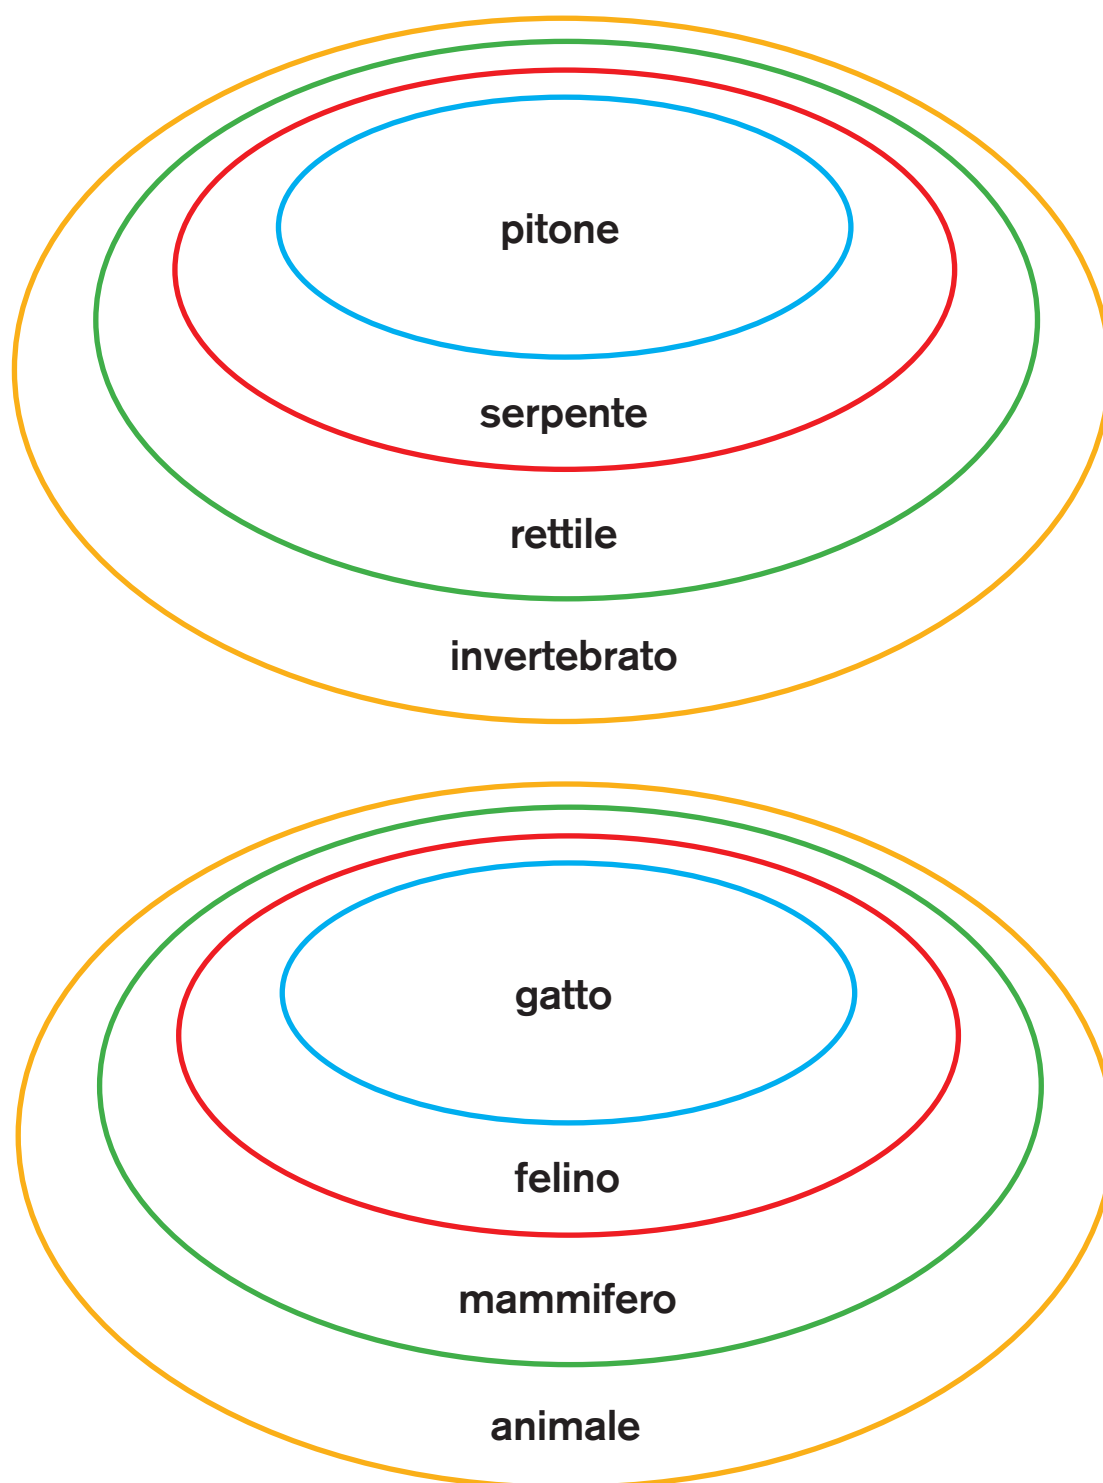 pitone
serpente
rettile
invertebrato
gatto
felino
mammifero
animale